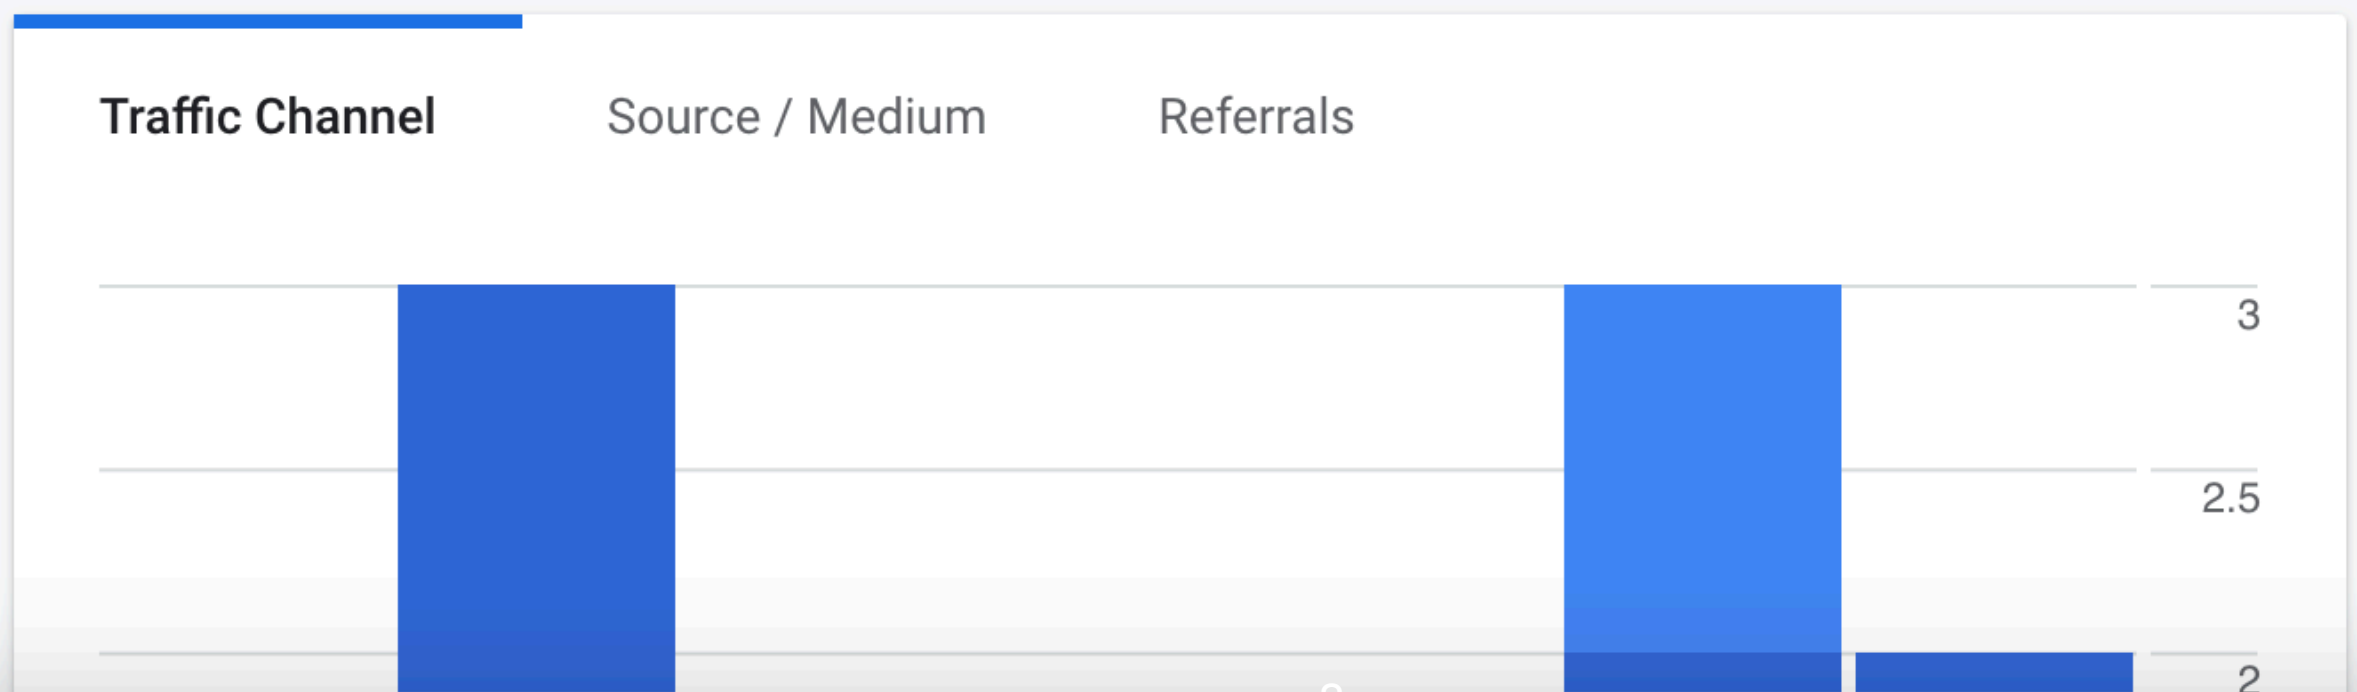 Traffic Channel
Source / Medium
Referrals
3
2.5
2